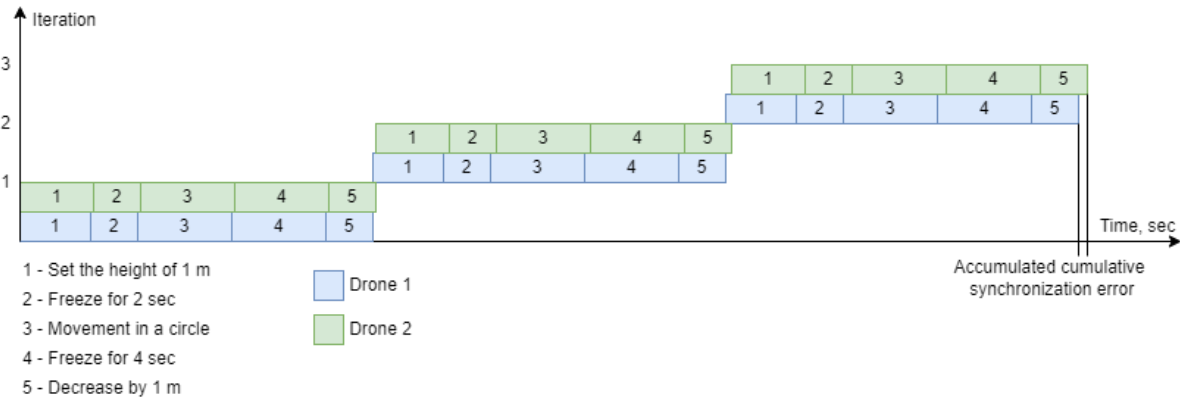 Iteration
3
1 2 3 4 5
1 2 3 4 5
2
1 2 3 4 5
1 2 3 4 5
1
1 2 3 4 5
1 2 3 4 5
Time, sec
Accumulated cumulative
synchronization error
1 - Set the height of 1 m
2 - Freeze for 2 sec
3 - Movement in a circle
4 - Freeze for 4 sec
5 - Decrease by 1 m
Drone 1
Drone 2